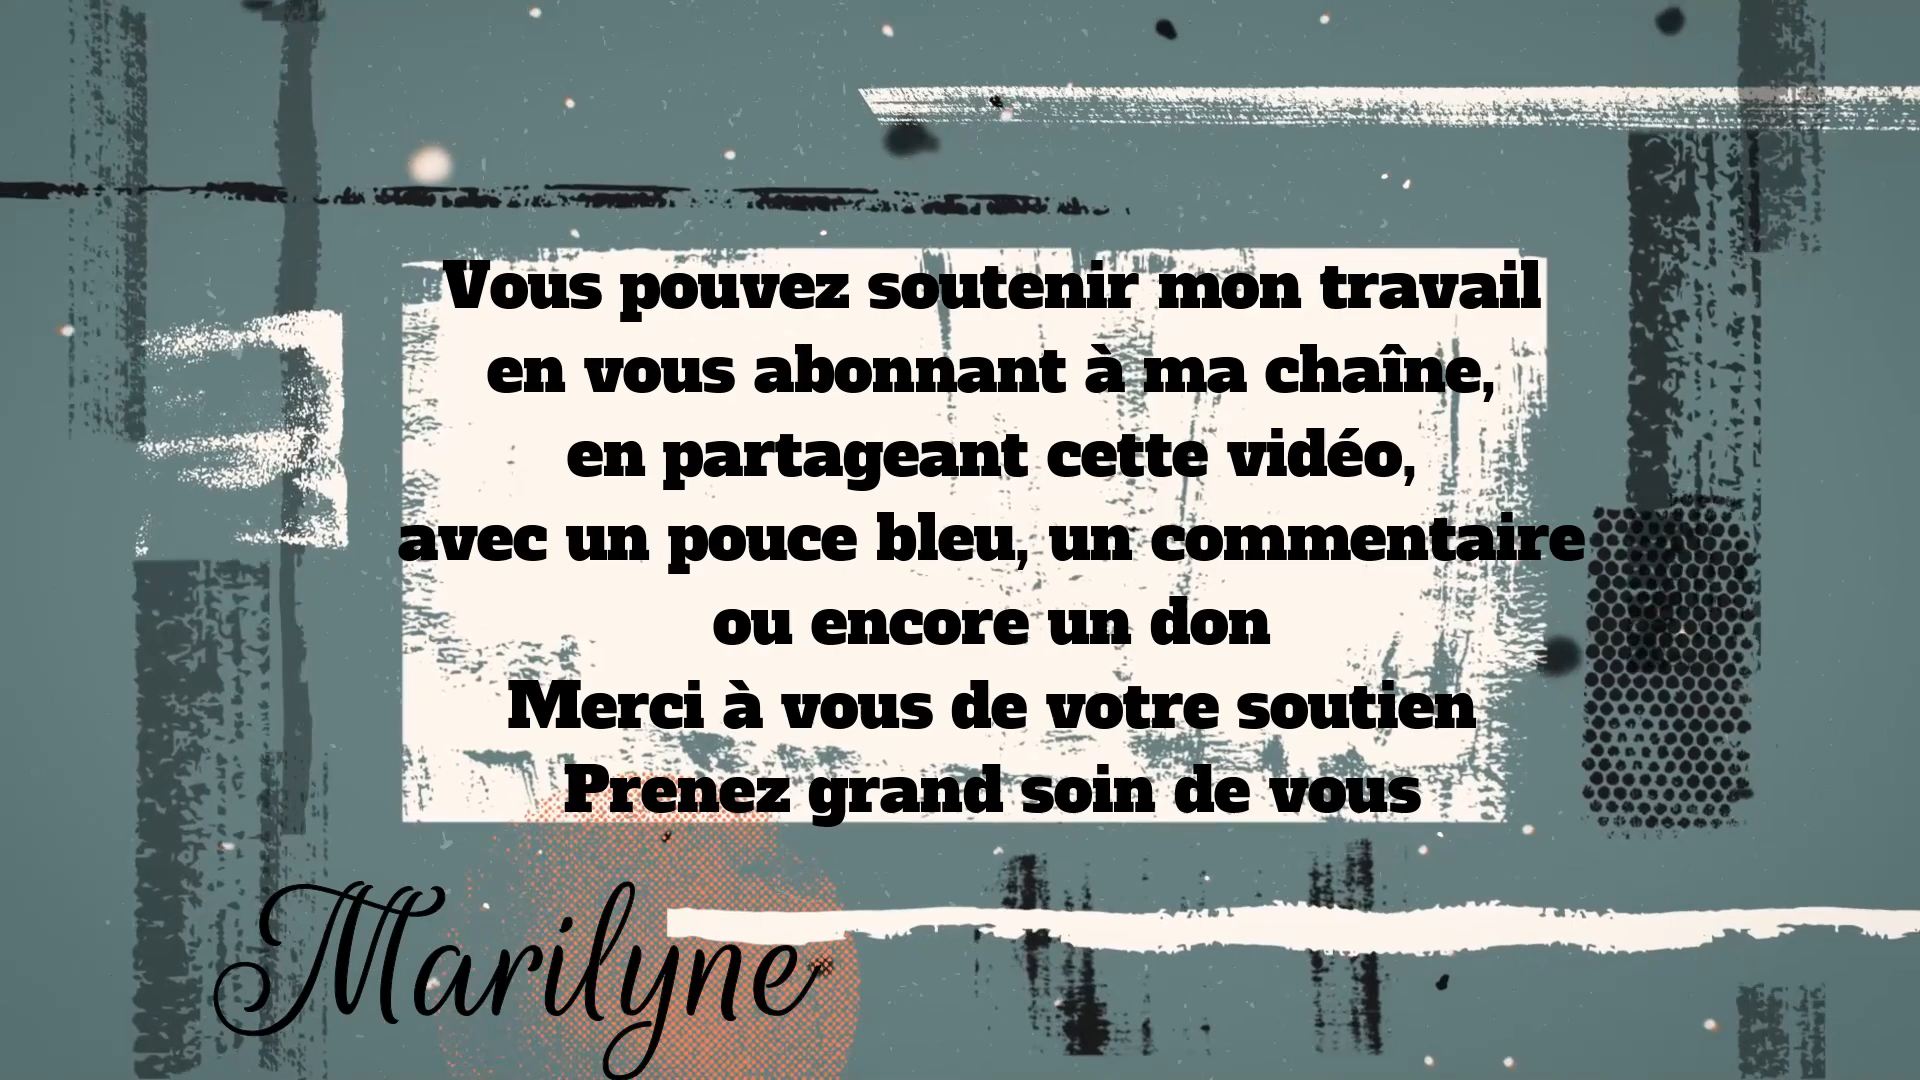 Vous pouvez soutenir mon travail
en vous abonnant à ma chaîne,
en partageant cette vidéo,
avec un pouce bleu, un commentaire
ou encore un don
Merci à vous de votre soutien
Prenez grand soin de vous
Marilyne